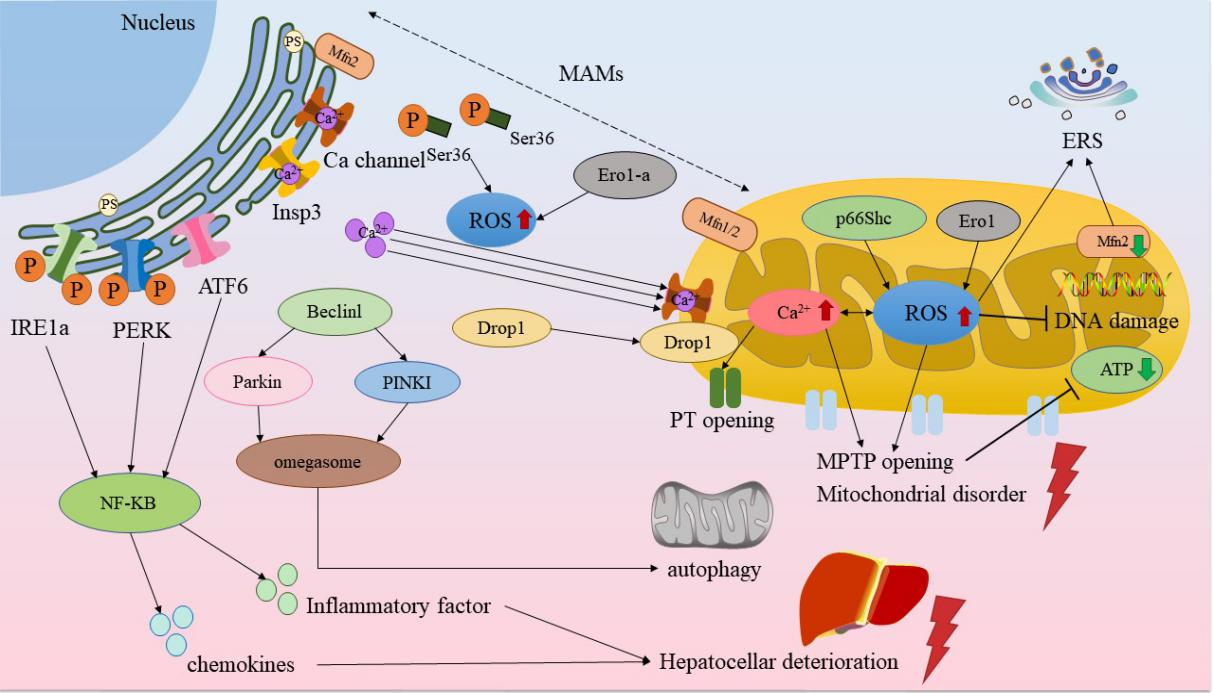 Nucleus
PS
Mfn2
MAMs
Ca²⁺
P
P
Ser36
Ser36
Ca channel
ERS
Ca²⁺
Ero1-a
Insp3
PS
ROS
Mfn1/2
p66Shc
Ero1
Mfn2
Ca²⁺
P
P
P
P
ATF6
IRE1a
PERK
Beclinl
Drop1
Ca²⁺
Drop1
Ca²⁺
ROS
DNA damage
ATP
Parkin
PINKI
PT opening
omegasome
MPTP opening
Mitochondrial disorder
NF-KB
autophagy
Inflammatory factor
chemokines
Hepatocellar deterioration